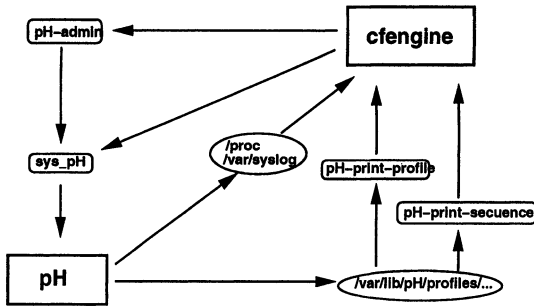 pH-admin
cfengine
/proc
/var/syslog
sys_pH
pH-print-profile
pH-print-secuence
pH
/var/lib/pH/profiles/...